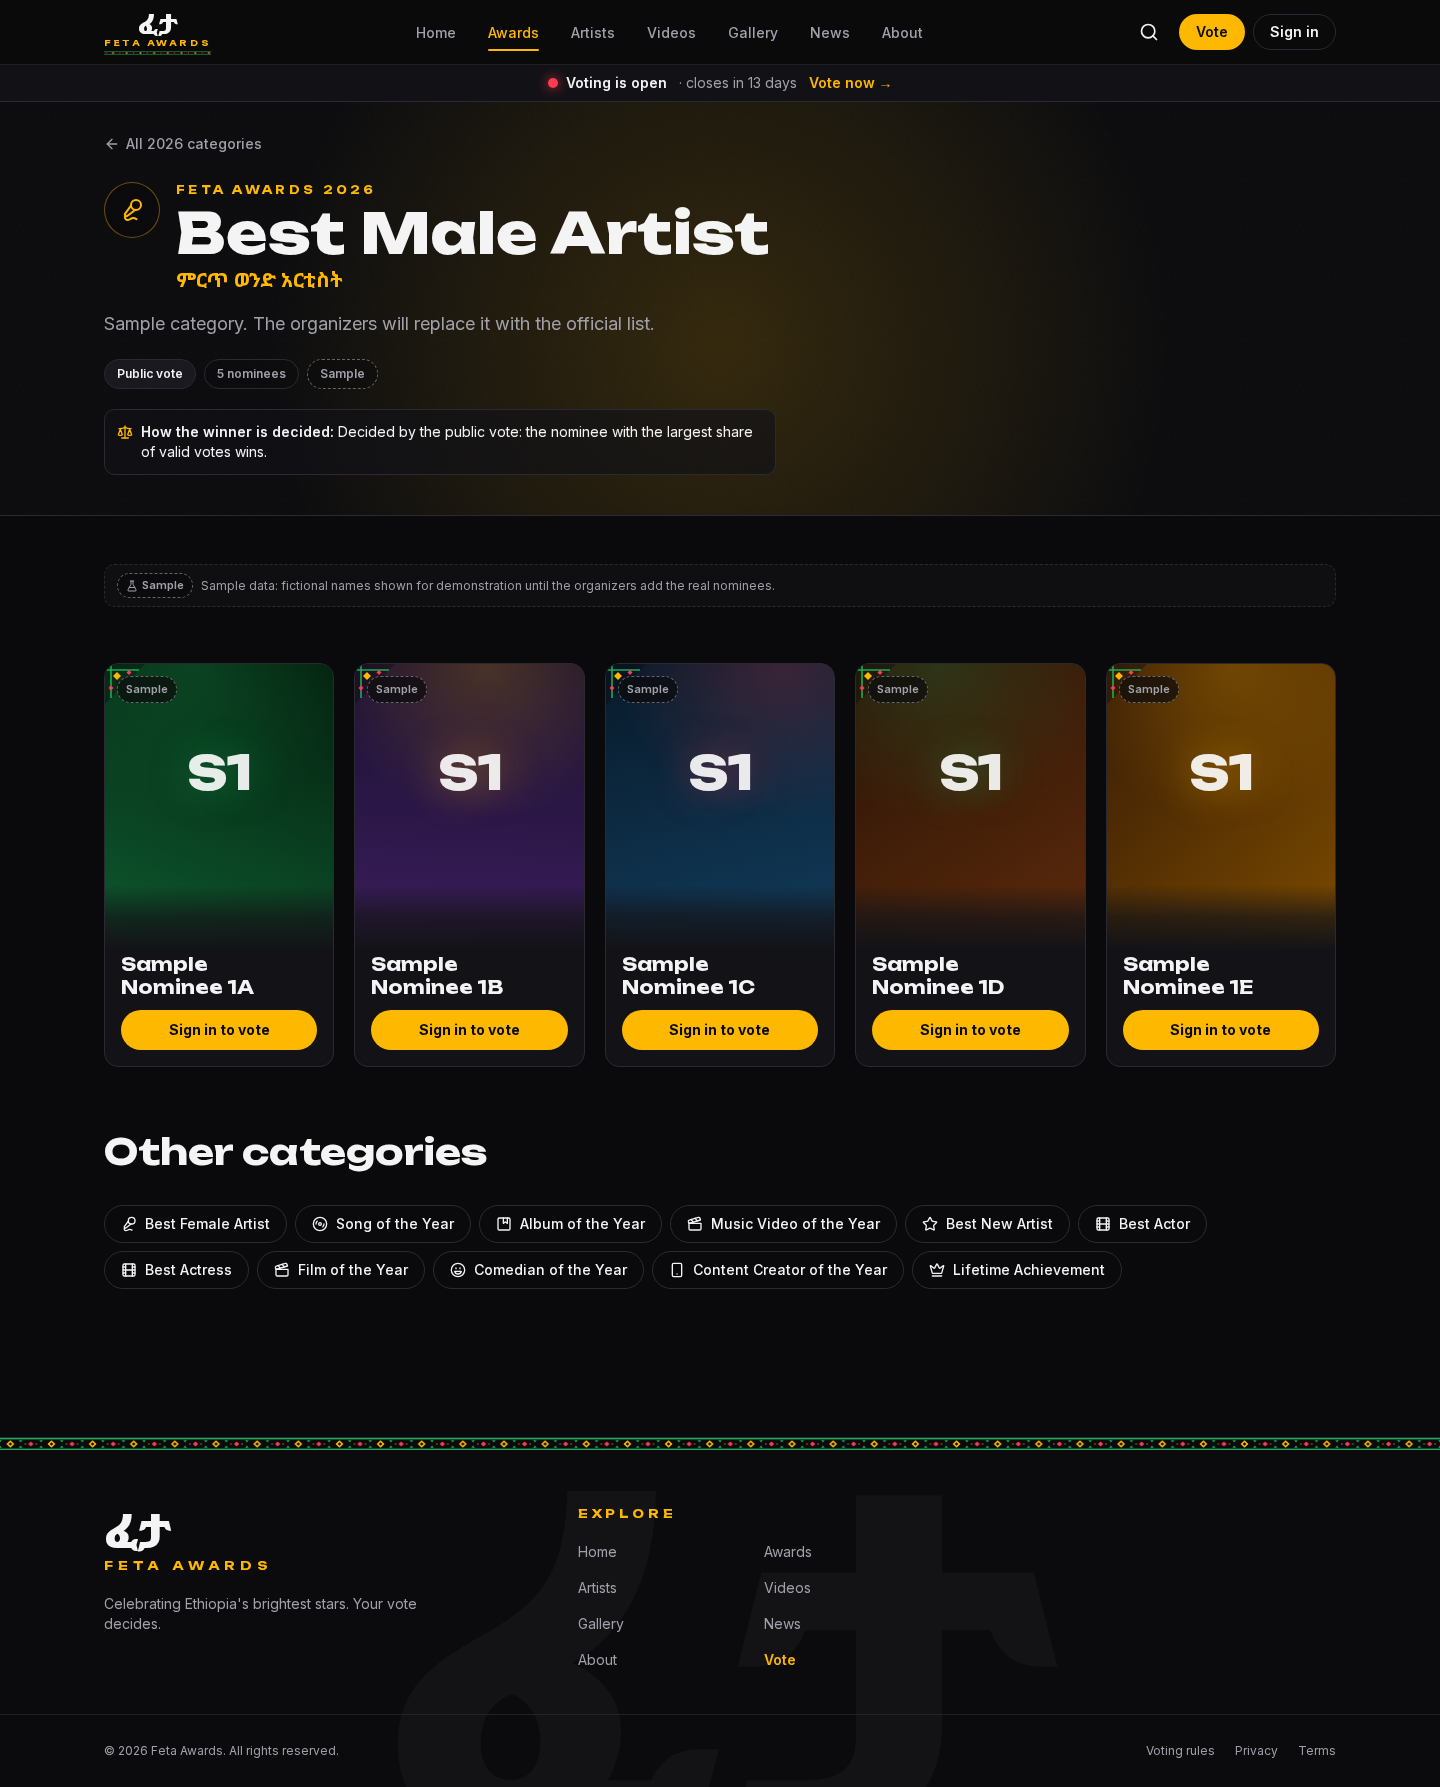 ፈታ
FETA AWARDS
Home Awards Artists Videos Gallery News About
Vote Sign in
Voting is open · closes in 13 days Vote now →
← All 2026 categories
FETA AWARDS 2026
Best Male Artist
ምርጥ ወንድ አርቲስት
Sample category. The organizers will replace it with the official list.
Public vote 5 nominees Sample
How the winner is decided: Decided by the public vote: the nominee with the largest share
of valid votes wins.
Sample Sample data: fictional names shown for demonstration until the organizers add the real nominees.
Sample Sample Sample Sample Sample
S1 S1 S1 S1 S1
Sample Sample Sample Sample Sample
Nominee 1A Nominee 1B Nominee 1C Nominee 1D Nominee 1E
Sign in to vote Sign in to vote Sign in to vote Sign in to vote Sign in to vote
Other categories
Best Female Artist Song of the Year Album of the Year Music Video of the Year Best New Artist Best Actor
Best Actress Film of the Year Comedian of the Year Content Creator of the Year Lifetime Achievement
ፈታ
FETA AWARDS
Celebrating Ethiopia's brightest stars. Your vote
decides.
EXPLORE
Home Awards
Artists Videos
Gallery News
About Vote
ፈታ
© 2026 Feta Awards. All rights reserved.
Voting rules Privacy Terms